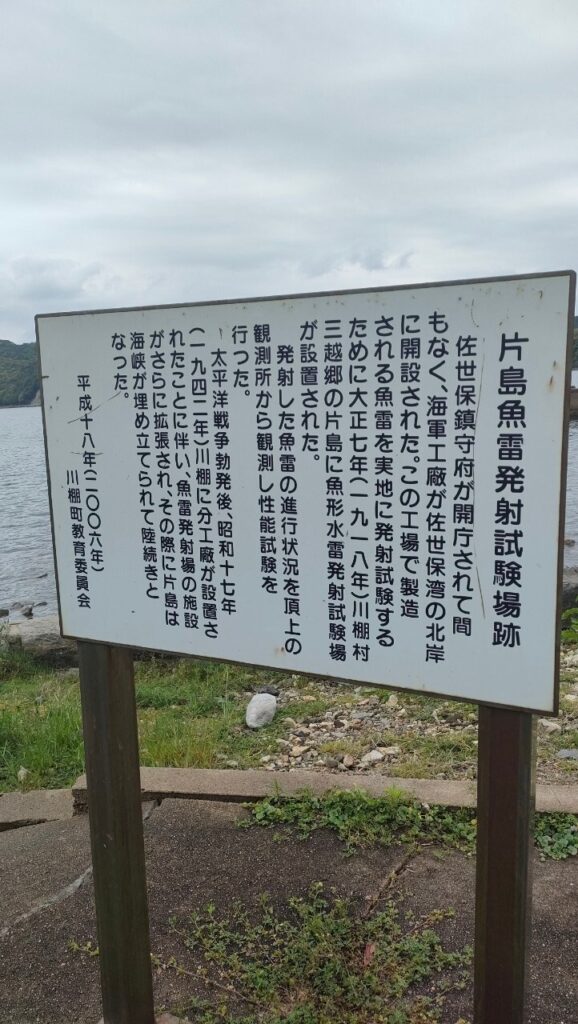 片島魚雷発射試験場跡
佐世保鎮守府が開庁されて間
もなく、海軍工廠が佐世保湾の北岸
に開設された。この工場で製造
される魚雷を実地に発射試験する
ために大正七年(一九一八年)川棚村
三越郷の片島に魚形水雷発射試験場
が設置された。
発射した魚雷の進行状況を頂上の
観測所から観測し性能試験を
行つた。
太平洋戦争勃発後、昭和十七年
(一九四二年)川棚に分工廠が設置さ
れたことに伴い、魚雷発射場の施設
がさらに拡張され、その際に片島は
海峡が埋め立てられて陸続きと
なった。
平成十八年(二〇〇六年)
川棚町教育委員会